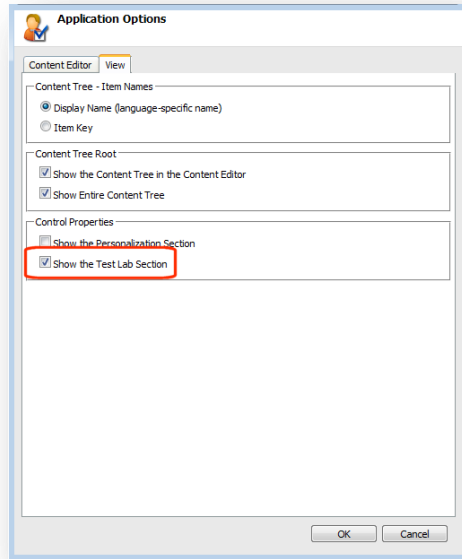 Application Options
Content Editor View
Content Tree - Item Names
Display Name (language-specific name)
Item Key
Content Tree Root
Show the Content Tree in the Content Editor
Show Entire Content Tree
Control Properties
Show the Personalization Section
Show the Test Lab Section
OK Cancel